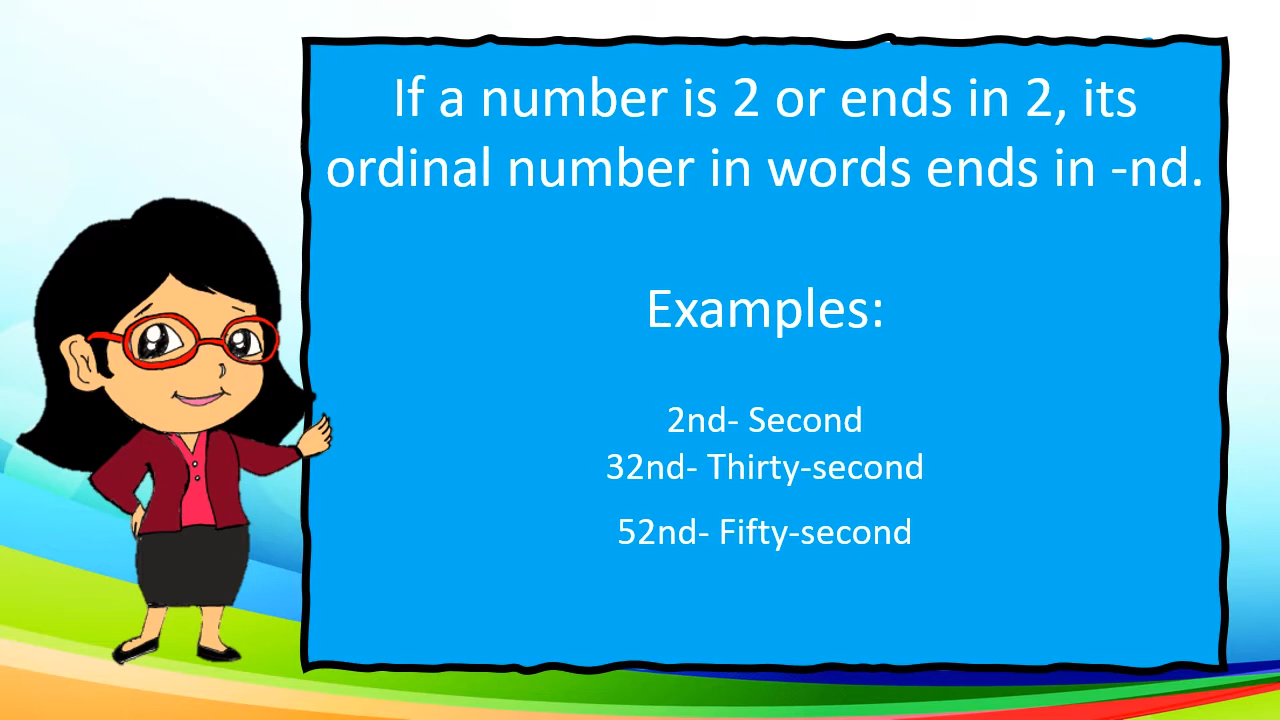 If a number is 2 or ends in 2, its
ordinal number in words ends in -nd.
Examples:
2nd- Second
32nd- Thirty-second
52nd- Fifty-second